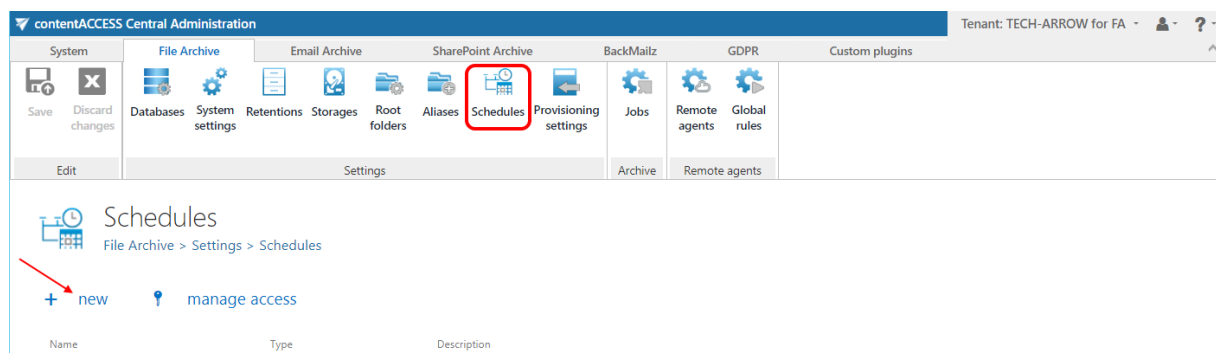 contentACCESS Central Administration
Tenant: TECH-ARROW for FA
?
System File Archive Email Archive SharePoint Archive BackMailz GDPR Custom plugins
Save Discard changes Databases System settings Retentions Storages Root folders Aliases Schedules Provisioning settings Jobs Remote agents Global rules
Edit Settings Archive Remote agents
Schedules
File Archive > Settings > Schedules
+ new manage access
Name Type Description